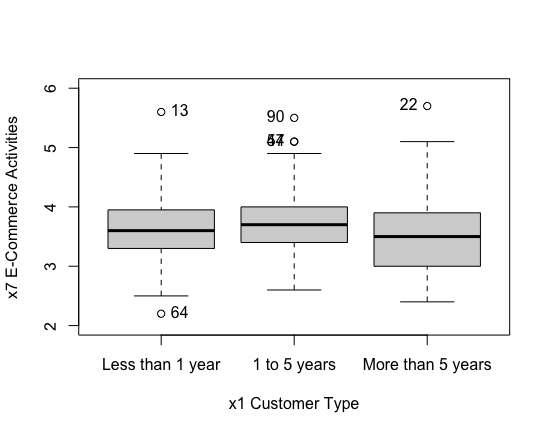 x7 E-Commerce Activities
6
5
4
3
2
13
64
90
22
Less than 1 year
1 to 5 years
More than 5 years
x1 Customer Type